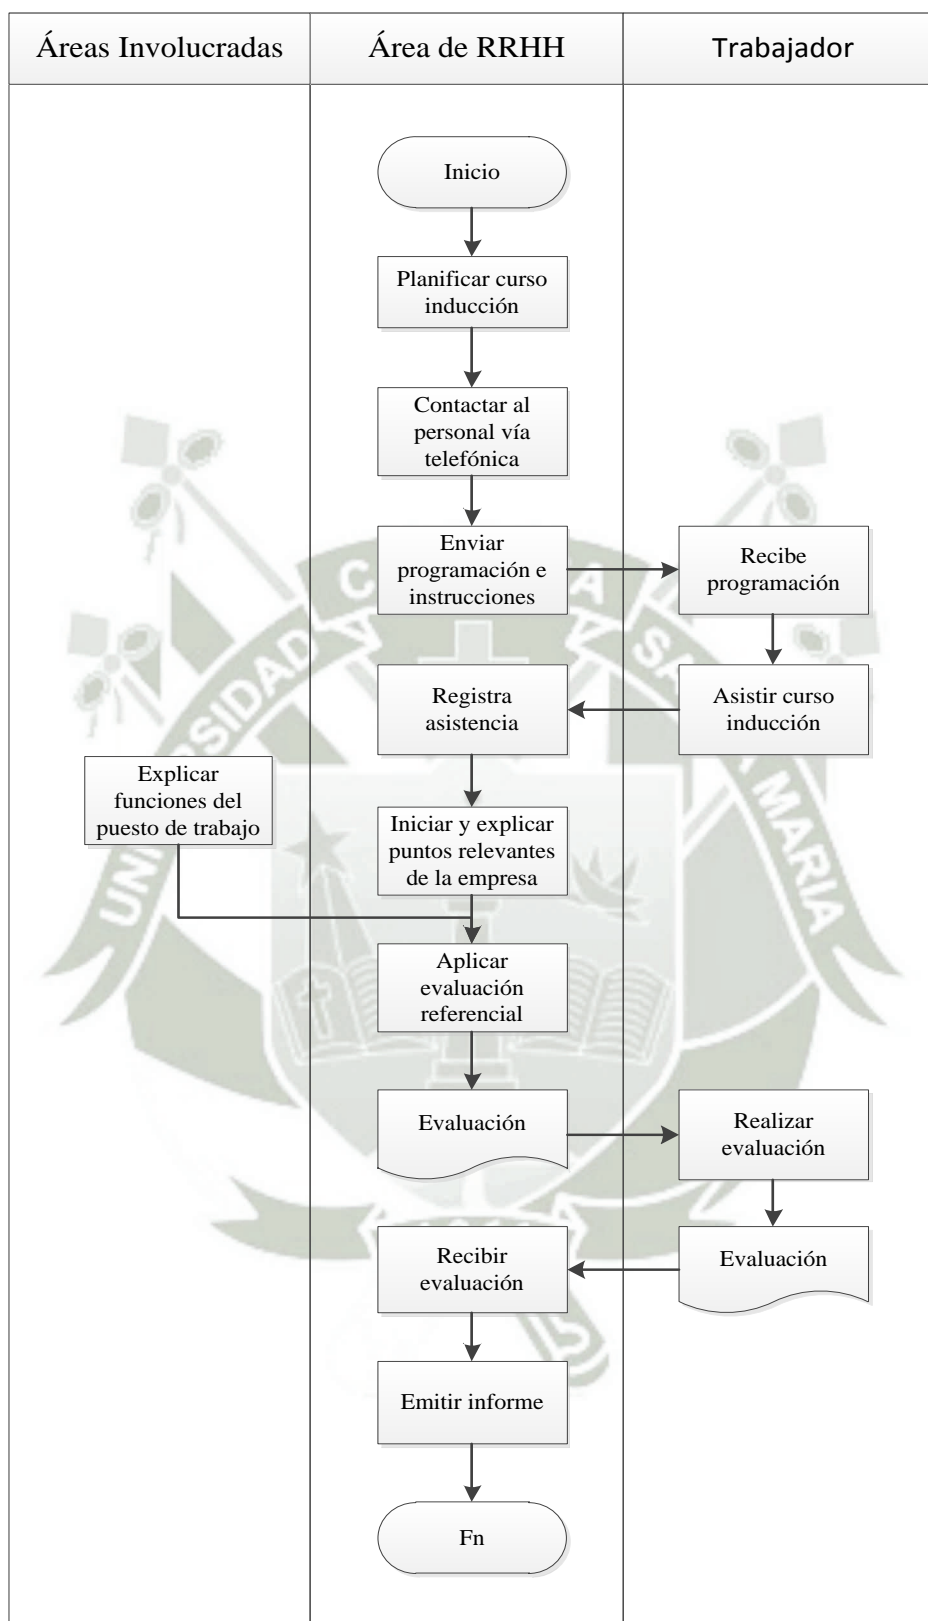 Áreas Involucradas
Área de RRHH
Trabajador
Inicio
Planificar curso
inducción
Contactar al
personal vía
telefónica
Enviar
programación e
instrucciones
Recibe
programación
Asistir curso
inducción
Registra
asistencia
Explicar
funciones del
puesto de trabajo
Iniciar y explicar
puntos relevantes
de la empresa
Aplicar
evaluación
referencial
Evaluación
Realizar
evaluación
Evaluación
Recibir
evaluación
Emitir informe
Fn